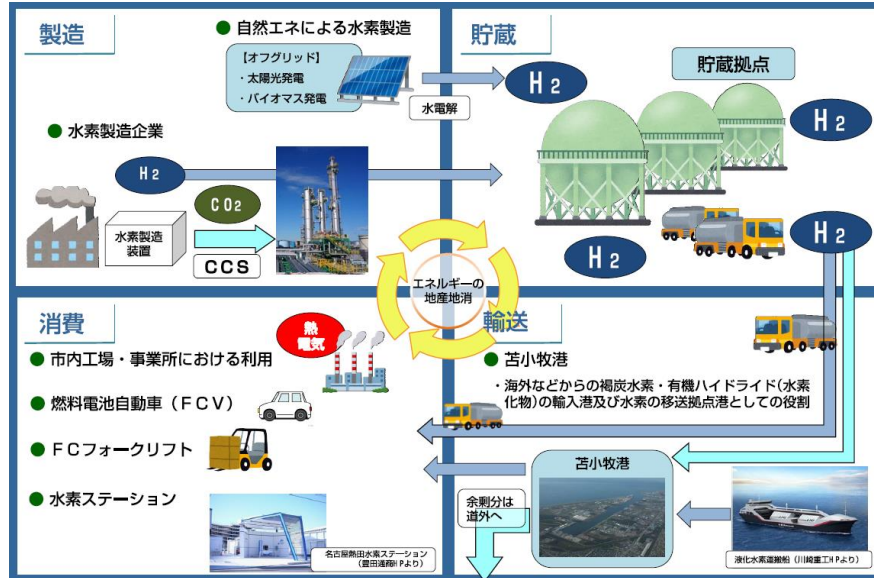 製造
● 自然エネによる水素製造
【オフグリッド】
・太陽光発電
・バイオマス発電
水電解
● 水素製造企業
H2
CO2
水素製造
装置
CCS
貯蔵
H2
貯蔵拠点
H2
H2
H2
エネルギーの
地産地消
消費
熱
電気
● 市内工場・事業所における利用
● 燃料電池自動車(FCV)
● FCフォークリフト
● 水素ステーション
名古屋熱田水素ステーション
(豊田通商HPより)
輸送
● 苫小牧港
・海外などからの褐炭水素・有機ハイドライド(水素
化物)の輸入港及び水素の移送拠点港としての役割
苫小牧港
余剰分は
道外へ
液化水素運搬船(川崎重工HPより)